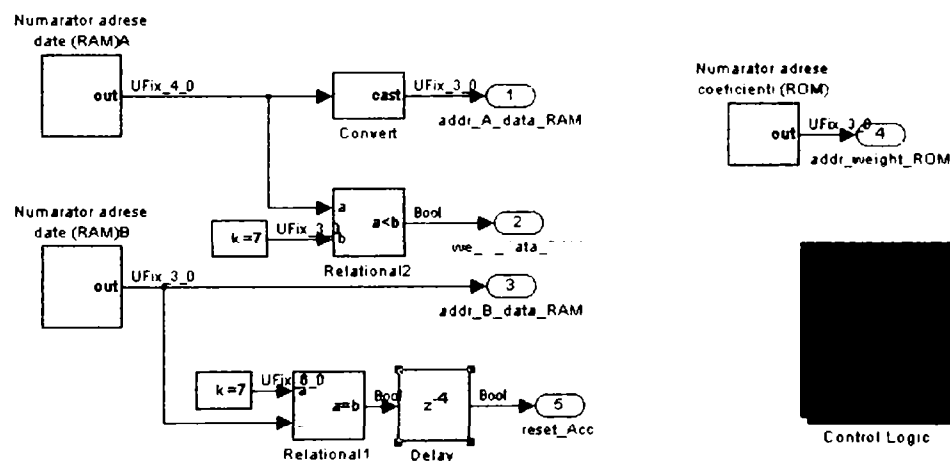 Numarator adrese
date (RAM)A
out
UFix_4_0
cast
UFix_3_0
Convert
1
addr_A_data_RAM
Numarator adrese
coeficienti (ROM)
out
UFix_3_0
4
addr_weight_ROM
Numarator adrese
date (RAM)B
out
UFix_3_0
k=7
UFix_3_0
a
b
a<b
Bool
Relational2
2
3
addr_B_data_RAM
k=7
a
a=b
Bool
Relational1
z-4
Delay
Bool
5
reset_Acc
Control Logic